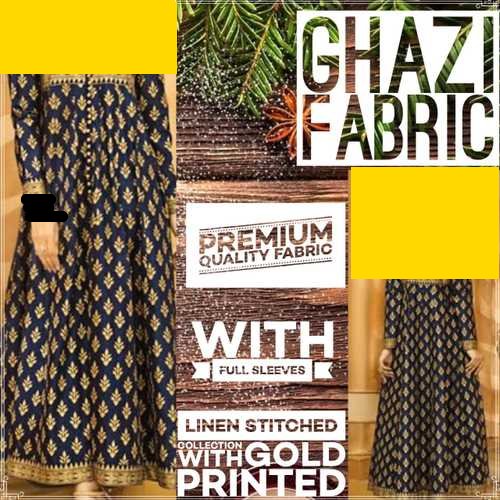 GHAZI
FABRIC
PREMIUM
QUALITY FABRIC
WITH
FULL SLEEVES
LINEN STITCHED
COLLECTION
WITH GOLD
PRINTED